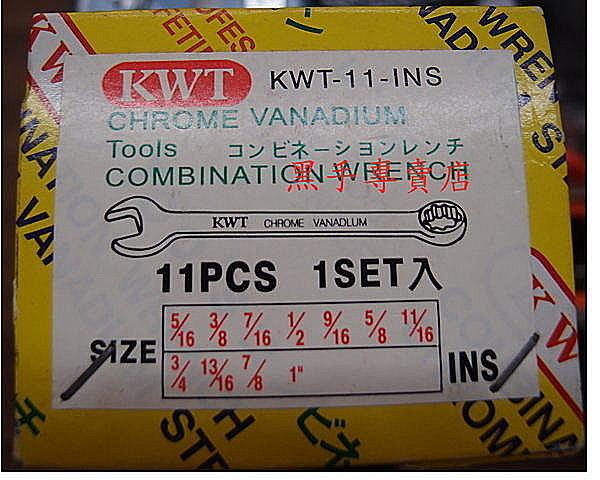 KWT KWT-11-INS
CHROME VANADIUM
Tools コンビネーションレンチ
COMBINATION WRENCH
黑手專賣店
KWT CHROME VANADLUM
11PCS 1SET入
SIZE 5/16 3/8 7/16 1/2 9/16 5/8 11/16
3/4 13/16 7/8 1" INS